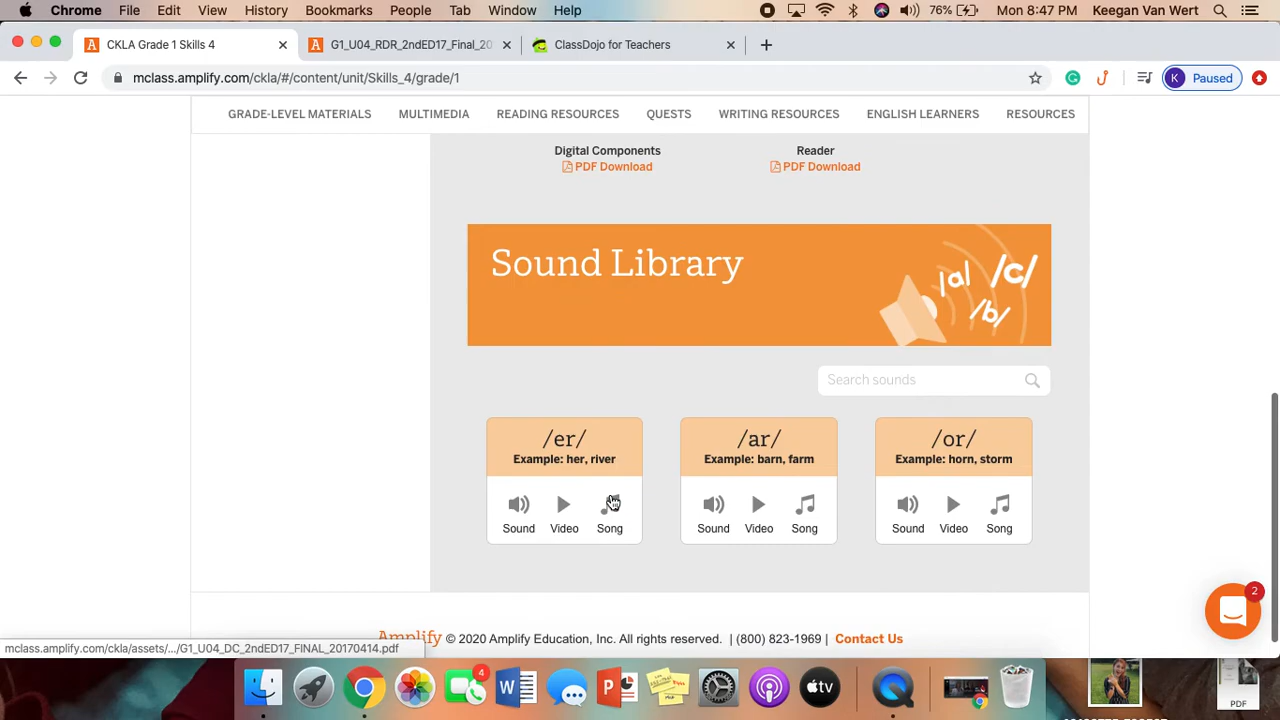 Chrome File Edit View History Bookmarks People Tab Window Help 76% Mon 8:47 PM Keegan Van Wert
CKLA Grade 1 Skills 4
G1_U04_RDR_2ndED17_Final_20
ClassDojo for Teachers
mclass.amplify.com/ckla/#/content/unit/Skills_4/grade/1
K Paused
GRADE-LEVEL MATERIALS MULTIMEDIA READING RESOURCES QUESTS WRITING RESOURCES ENGLISH LEARNERS RESOURCES
Digital Components Reader
PDF Download PDF Download
Sound Library
/a/ /c/
/b/
Search sounds
/er/ /ar/ /or/
Example: her, river Example: barn, farm Example: horn, storm
Sound Video Song Sound Video Song Sound Video Song
2
Amplify © 2020 Amplify Education, Inc. All rights reserved. | (800) 823-1969 | Contact Us
mclass.amplify.com/ckla/assets/.../G1_U04_DC_2ndED17_FINAL_20170414.pdf
4
tv
PDF